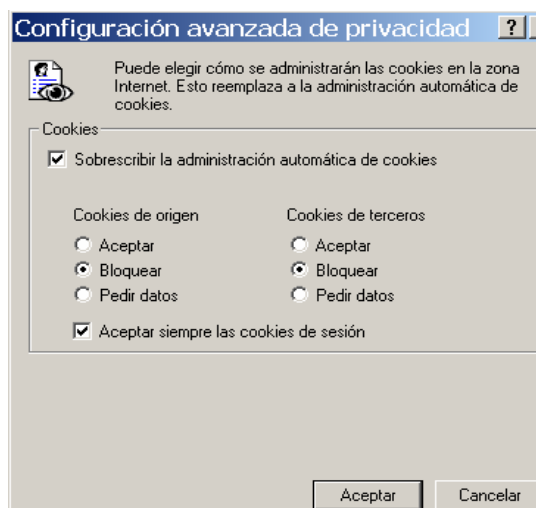 Configuración avanzada de privacidad ?
Puede elegir cómo se administrarán las cookies en la zona
Internet. Esto reemplaza a la administración automática de
cookies.
Cookies
Sobrescribir la administración automática de cookies
Cookies de origen Cookies de terceros
Aceptar Aceptar
Bloquear Bloquear
Pedir datos Pedir datos
Aceptar siempre las cookies de sesión
Aceptar Cancelar